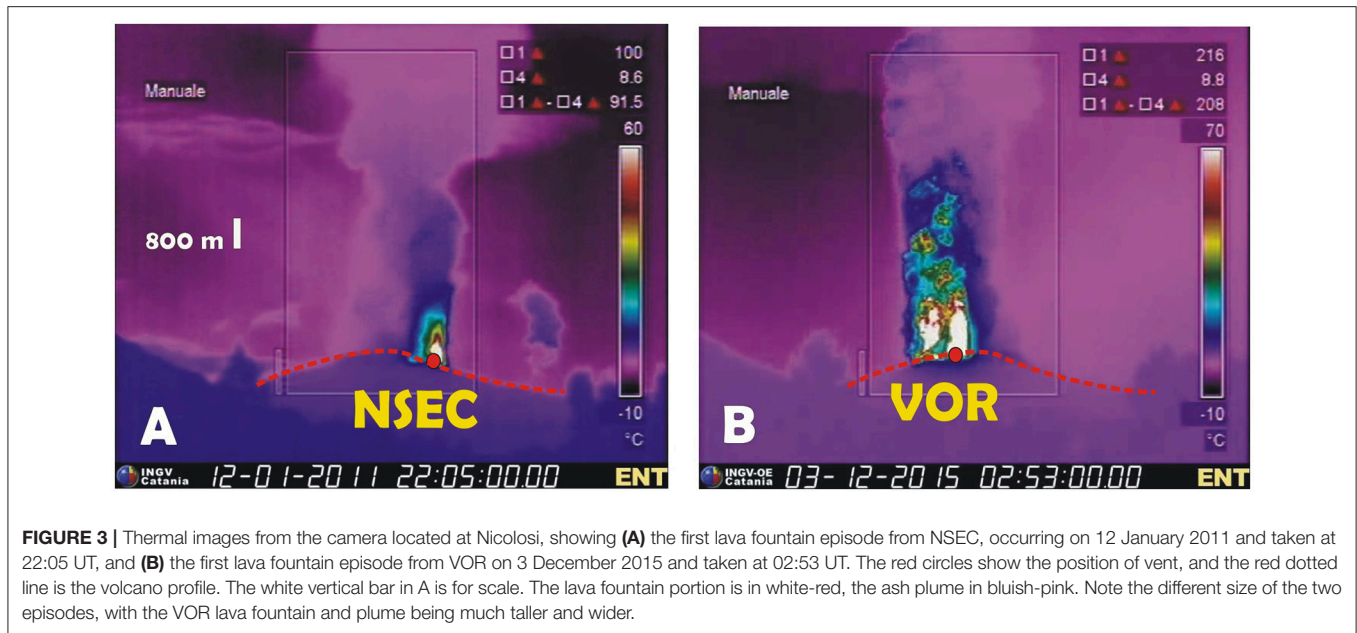 Manuale
□1 ▲ 100
□4 ▲ 8.6
□1 ▲ - □4 ▲ 91.5
60
800 m
-10
°C
NSEC
A
INGV
Catania
12-01-2011 22:05:00.00
ENT
Manuale
□1 ▲ 216
□4 ▲ 8.8
□1 ▲ - □4 ▲ 208
70
-10
°C
VOR
B
INGV-OE
Catania
03-12-2015 02:53:00.00
ENT
FIGURE 3 | Thermal images from the camera located at Nicolosi, showing (A) the first lava fountain episode from NSEC, occurring on 12 January 2011 and taken at
22:05 UT, and (B) the first lava fountain episode from VOR on 3 December 2015 and taken at 02:53 UT. The red circles show the position of vent, and the red dotted
line is the volcano profile. The white vertical bar in A is for scale. The lava fountain portion is in white-red, the ash plume in bluish-pink. Note the different size of the two
episodes, with the VOR lava fountain and plume being much taller and wider.